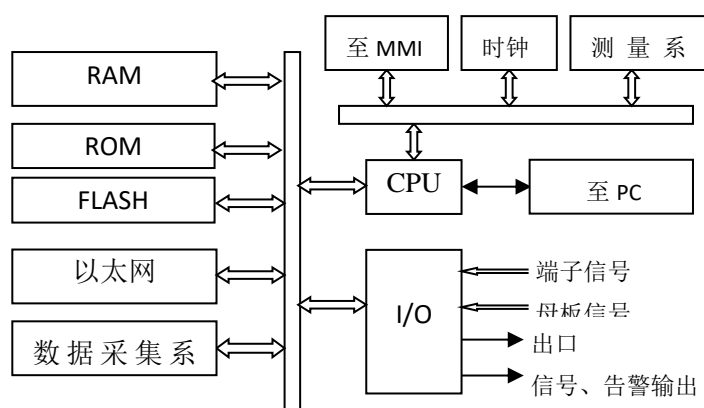 至 MMI
时钟
测 量 系
RAM
ROM
FLASH
以太网
数 据 采 集 系
CPU
至 PC
I/O
端子信号
母板信号
出口
信号、告警输出